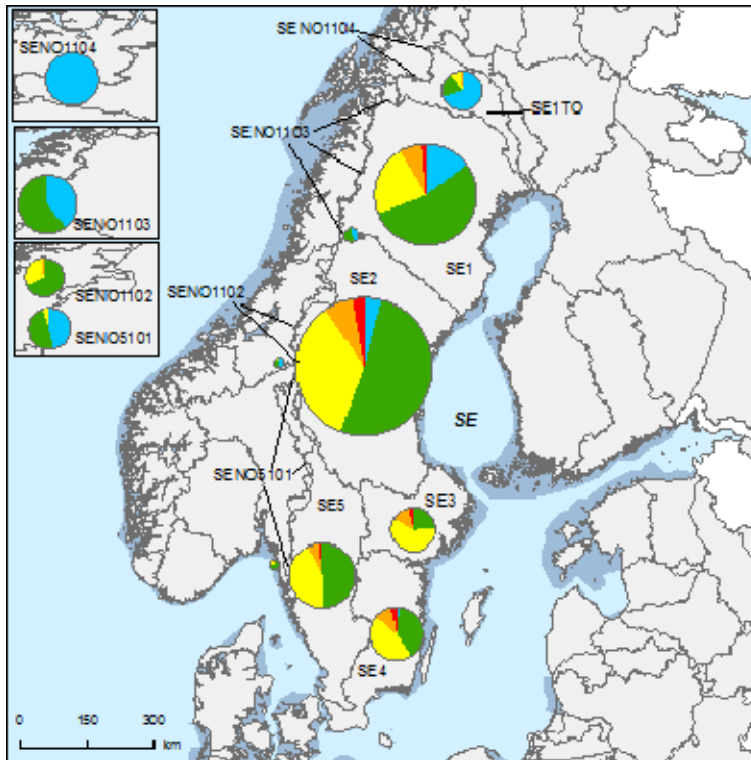 SENO1104
SENO1104
SE1TO
SENO1103
SENO1103
SE2
SE1
SENO1102
SENO1102
SENO5101
SE
SENO5101
SE5
SE3
SE4
0 150 300
km